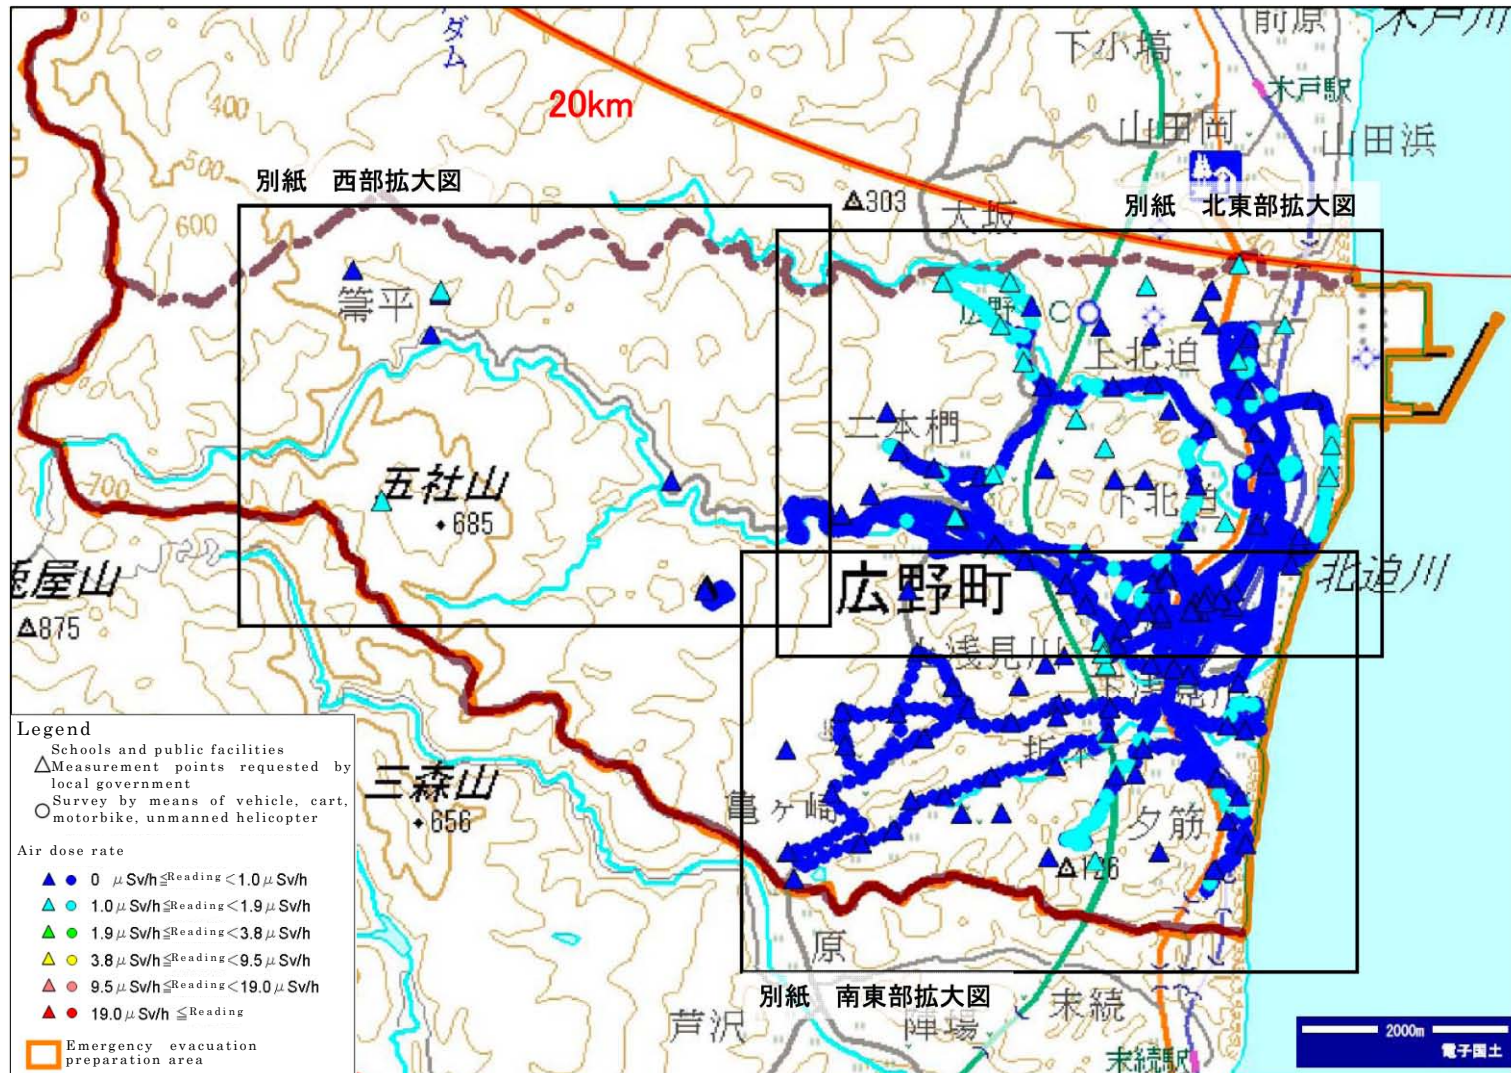 ダム
前原
木戸川
下小塙
木戸駅
400
20km
山田岡
山田浜
500
別紙 西部拡大図
600
303
大坂
別紙 北東部拡大図
箒平
広野
上北迫
二本椚
700
五社山
685
下北迫
北迫川
広野町
875
浅見川
三森山
656
亀ヶ崎
夕筋
126
原
別紙 南東部拡大図
芦沢
陣場
末続
末続駅
Legend
Schools and public facilities
Measurement points requested by
local government
Survey by means of vehicle, cart,
motorbike, unmanned helicopter
Air dose rate
0 μSv/h≦Reading<1.0μSv/h
1.0μSv/h≦Reading<1.9μSv/h
1.9μSv/h≦Reading<3.8μSv/h
3.8μSv/h≦Reading<9.5μSv/h
9.5μSv/h≦Reading<19.0μSv/h
19.0μSv/h ≦Reading
Emergency evacuation
preparation area
2000m
電子国土